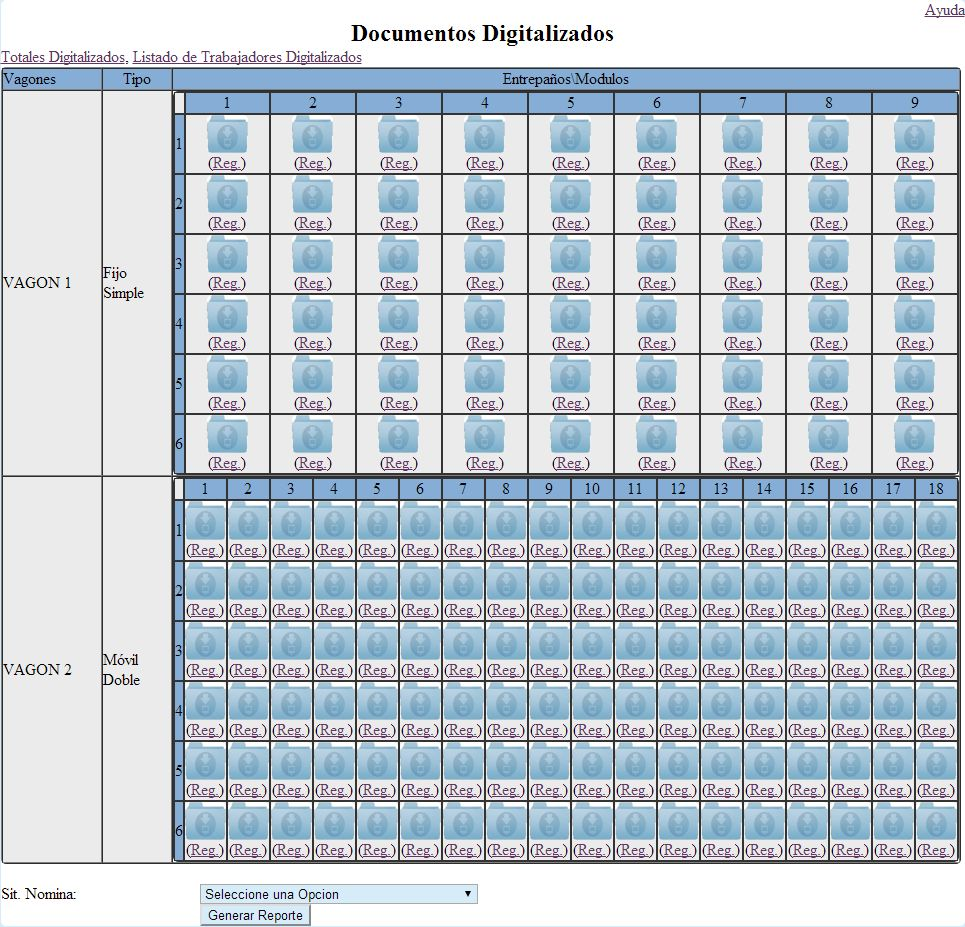 Ayuda
Documentos Digitalizados
Totales Digitalizados, Listado de Trabajadores Digitalizados
Vagones Tipo Entrepaños\Modulos
1 2 3 4 5 6 7 8 9
1
(Reg.) (Reg.) (Reg.) (Reg.) (Reg.) (Reg.) (Reg.) (Reg.) (Reg.)
2
(Reg.) (Reg.) (Reg.) (Reg.) (Reg.) (Reg.) (Reg.) (Reg.) (Reg.)
3
(Reg.) (Reg.) (Reg.) (Reg.) (Reg.) (Reg.) (Reg.) (Reg.) (Reg.)
VAGON 1
Fijo
Simple
4
(Reg.) (Reg.) (Reg.) (Reg.) (Reg.) (Reg.) (Reg.) (Reg.) (Reg.)
5
(Reg.) (Reg.) (Reg.) (Reg.) (Reg.) (Reg.) (Reg.) (Reg.) (Reg.)
6
(Reg.) (Reg.) (Reg.) (Reg.) (Reg.) (Reg.) (Reg.) (Reg.) (Reg.)
1 2 3 4 5 6 7 8 9 10 11 12 13 14 15 16 17 18
1
(Reg.) (Reg.) (Reg.) (Reg.) (Reg.) (Reg.) (Reg.) (Reg.) (Reg.) (Reg.) (Reg.) (Reg.) (Reg.) (Reg.) (Reg.) (Reg.) (Reg.) (Reg.)
2
(Reg.) (Reg.) (Reg.) (Reg.) (Reg.) (Reg.) (Reg.) (Reg.) (Reg.) (Reg.) (Reg.) (Reg.) (Reg.) (Reg.) (Reg.) (Reg.) (Reg.) (Reg.)
3
(Reg.) (Reg.) (Reg.) (Reg.) (Reg.) (Reg.) (Reg.) (Reg.) (Reg.) (Reg.) (Reg.) (Reg.) (Reg.) (Reg.) (Reg.) (Reg.) (Reg.) (Reg.)
VAGON 2
Móvil
Doble
4
(Reg.) (Reg.) (Reg.) (Reg.) (Reg.) (Reg.) (Reg.) (Reg.) (Reg.) (Reg.) (Reg.) (Reg.) (Reg.) (Reg.) (Reg.) (Reg.) (Reg.) (Reg.)
5
(Reg.) (Reg.) (Reg.) (Reg.) (Reg.) (Reg.) (Reg.) (Reg.) (Reg.) (Reg.) (Reg.) (Reg.) (Reg.) (Reg.) (Reg.) (Reg.) (Reg.) (Reg.)
6
(Reg.) (Reg.) (Reg.) (Reg.) (Reg.) (Reg.) (Reg.) (Reg.) (Reg.) (Reg.) (Reg.) (Reg.) (Reg.) (Reg.) (Reg.) (Reg.) (Reg.) (Reg.)
Sit. Nomina: Seleccione una Opcion
Generar Reporte